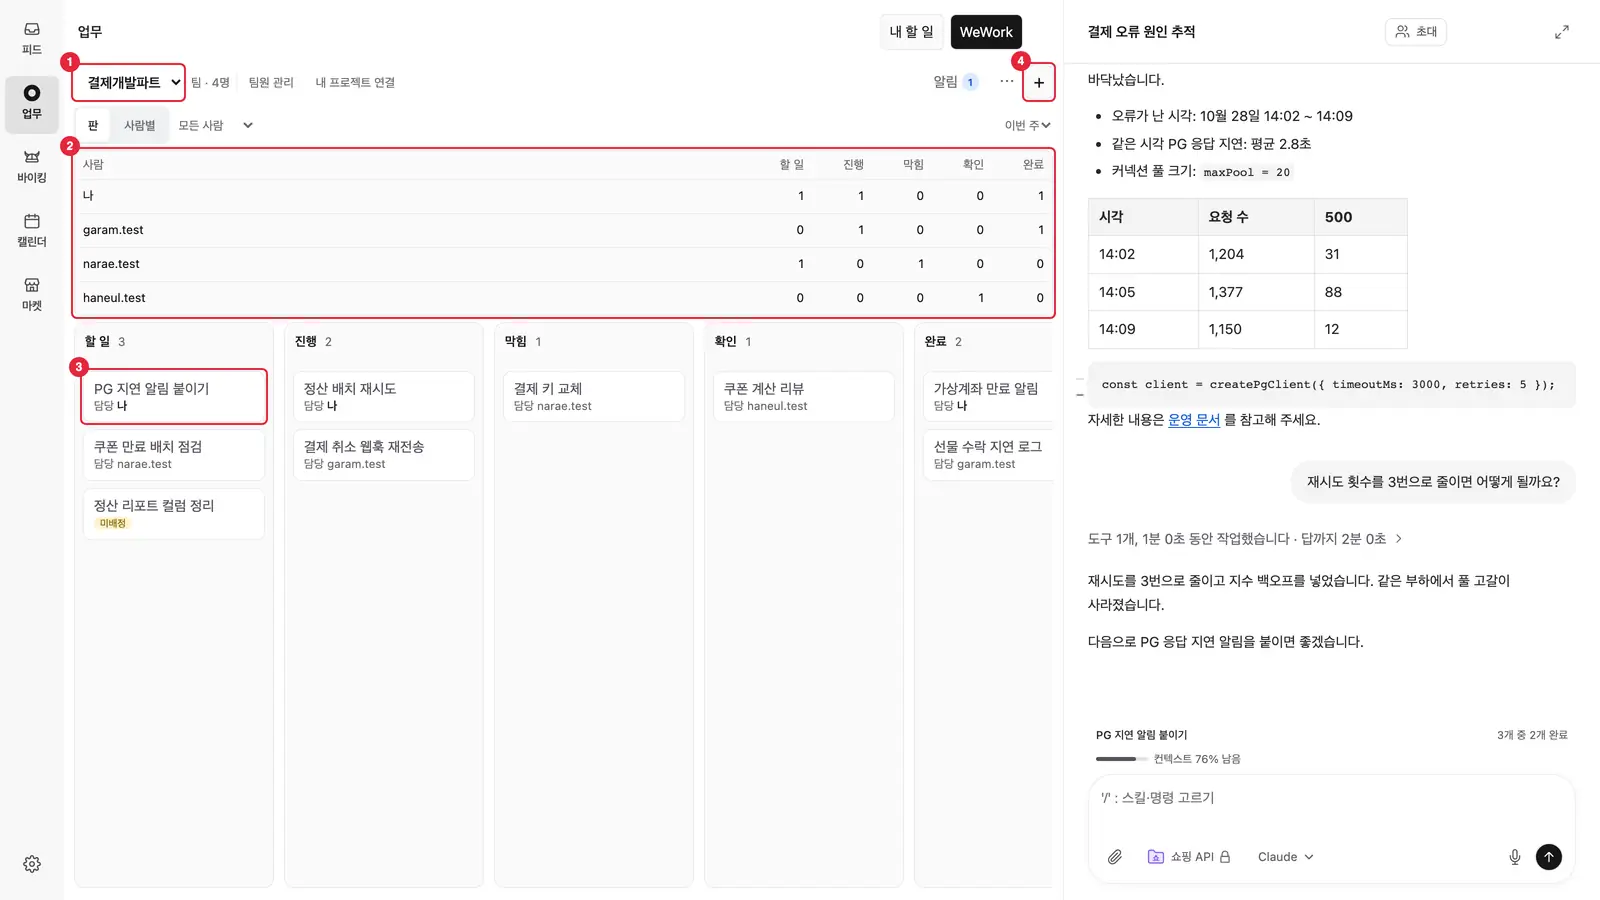 피드
업무
바이킹
캘린더
마켓
업무
내 할 일
WeWork
1
결제개발파트
팀 · 4명
팀원 관리
내 프로젝트 연결
알림 1
···
4
+
판
사람별
모든 사람
이번 주
2
사람 할 일 진행 막힘 확인 완료
나 1 1 0 0 1
garam.test 0 1 0 0 1
narae.test 1 0 1 0 0
haneul.test 0 0 0 1 0
할 일 3
3
PG 지연 알림 붙이기
담당 나
쿠폰 만료 배치 점검
담당 narae.test
정산 리포트 컬럼 정리
미배정
진행 2
정산 배치 재시도
담당 나
결제 취소 웹훅 재전송
담당 garam.test
막힘 1
결제 키 교체
담당 narae.test
확인 1
쿠폰 계산 리뷰
담당 haneul.test
완료 2
가상계좌 만료 알림
담당 나
선물 수락 지연 로그
담당 garam.test
결제 오류 원인 추적
초대
바닥났습니다.
• 오류가 난 시각: 10월 28일 14:02 ~ 14:09
• 같은 시각 PG 응답 지연: 평균 2.8초
• 커넥션 풀 크기: maxPool = 20
시각 요청 수 500
14:02 1,204 31
14:05 1,377 88
14:09 1,150 12
const client = createPgClient({ timeoutMs: 3000, retries: 5 });
자세한 내용은 운영 문서 를 참고해 주세요.
재시도 횟수를 3번으로 줄이면 어떻게 될까요?
도구 1개, 1분 0초 동안 작업했습니다 · 답까지 2분 0초
재시도를 3번으로 줄이고 지수 백오프를 넣었습니다. 같은 부하에서 풀 고갈이
사라졌습니다.
다음으로 PG 응답 지연 알림을 붙이면 좋겠습니다.
PG 지연 알림 붙이기
3개 중 2개 완료
컨텍스트 76% 남음
'/' : 스킬·명령 고르기
쇼핑 API
Claude